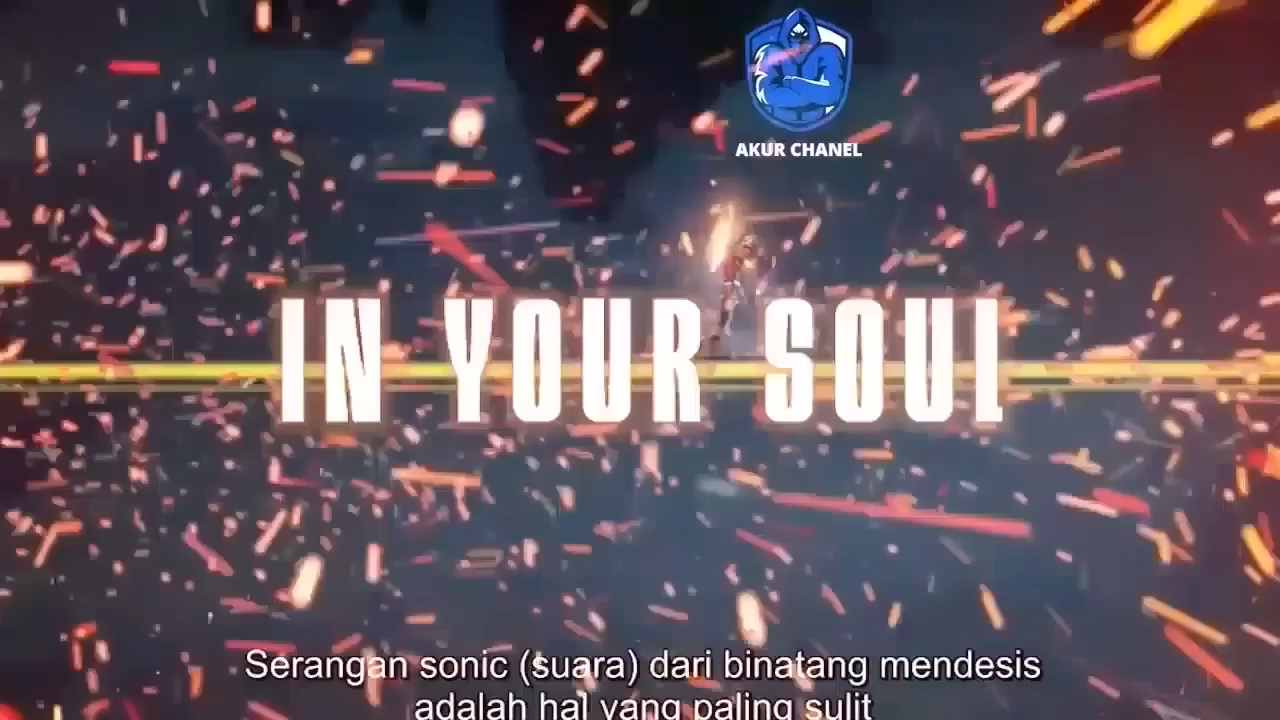 AKUR CHANEL
IN YOUR SOUL
Serangan sonic (suara) dari binatang mendesis
adalah hal yang paling sulit